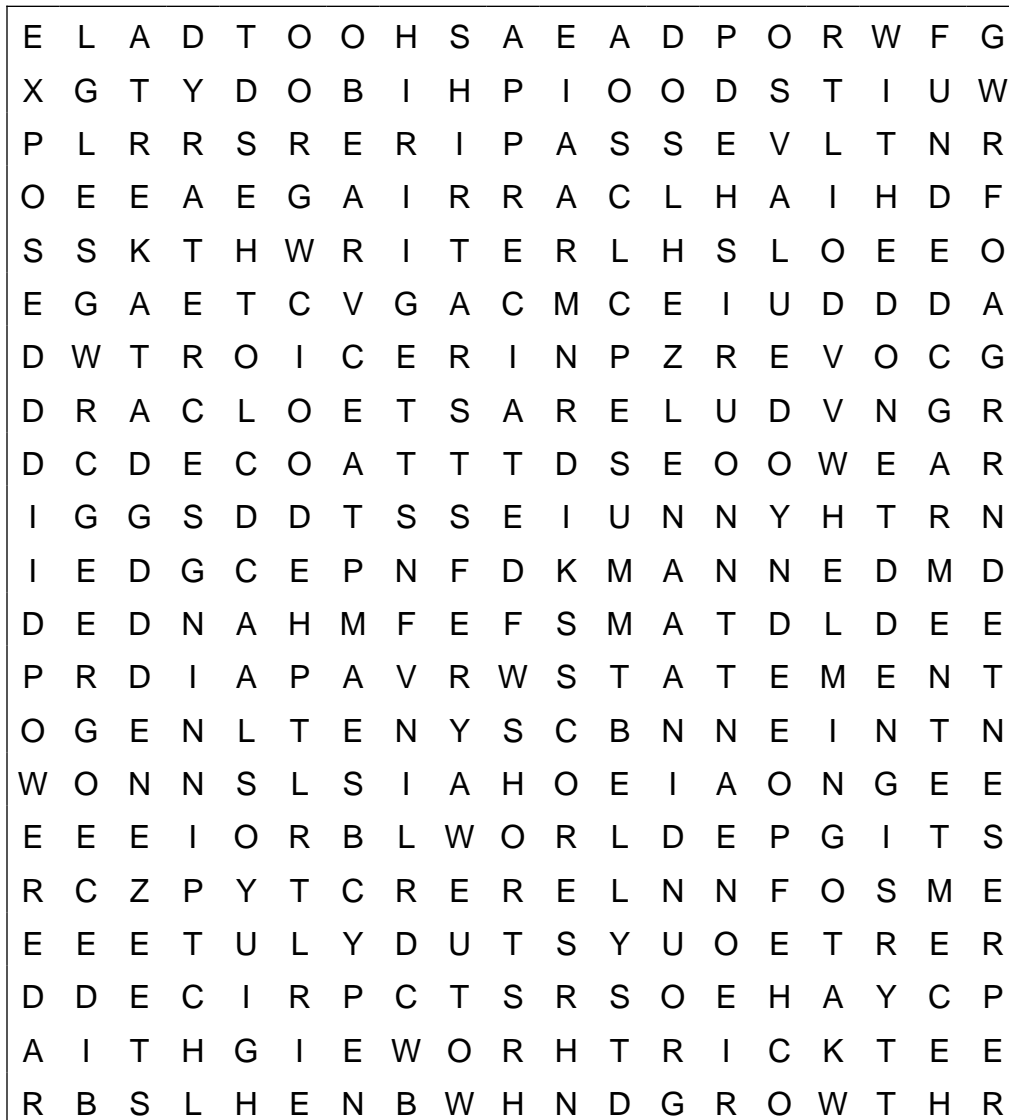 E L A D T O O H S A E A D P O R W F G
X G T Y D O B I H P I O O D S T I U W
P L R R S R E R I P A S S E V L T N R
O E E A E G A I R R A C L H A I H D F
S S K T H W R I T E R L H S L O E E O
E G A E T C V G A C M C E I U D D D A
D W T R O I C E R I N P Z R E V O C G
D R A C L O E T S A R E L U D V N G R
D C D E C O A T T T D S E O O W E A R
I G G S D D T S S E I U N N Y H T R N
I E D G C E P N F D K M A N N E D M D
D E D N A H M F E F S M A T D L D E E
P R D I A P A V R W S T A T E M E N T
O G E N L T E N Y S C B N N E I N T N
W O N N S L S I A H O E I A O N G E E
E E E I O R B L W O R L D E P G I T S
R C Z P Y T C R E R E L N N F O S M E
E E E T U L Y D U T S Y U O E T R E R
D D E C I R P C T S R S O E H A Y C P
A I T H G I E W O R H T R I C K T E E
R B S L H E N B W H N D G R O W T H R